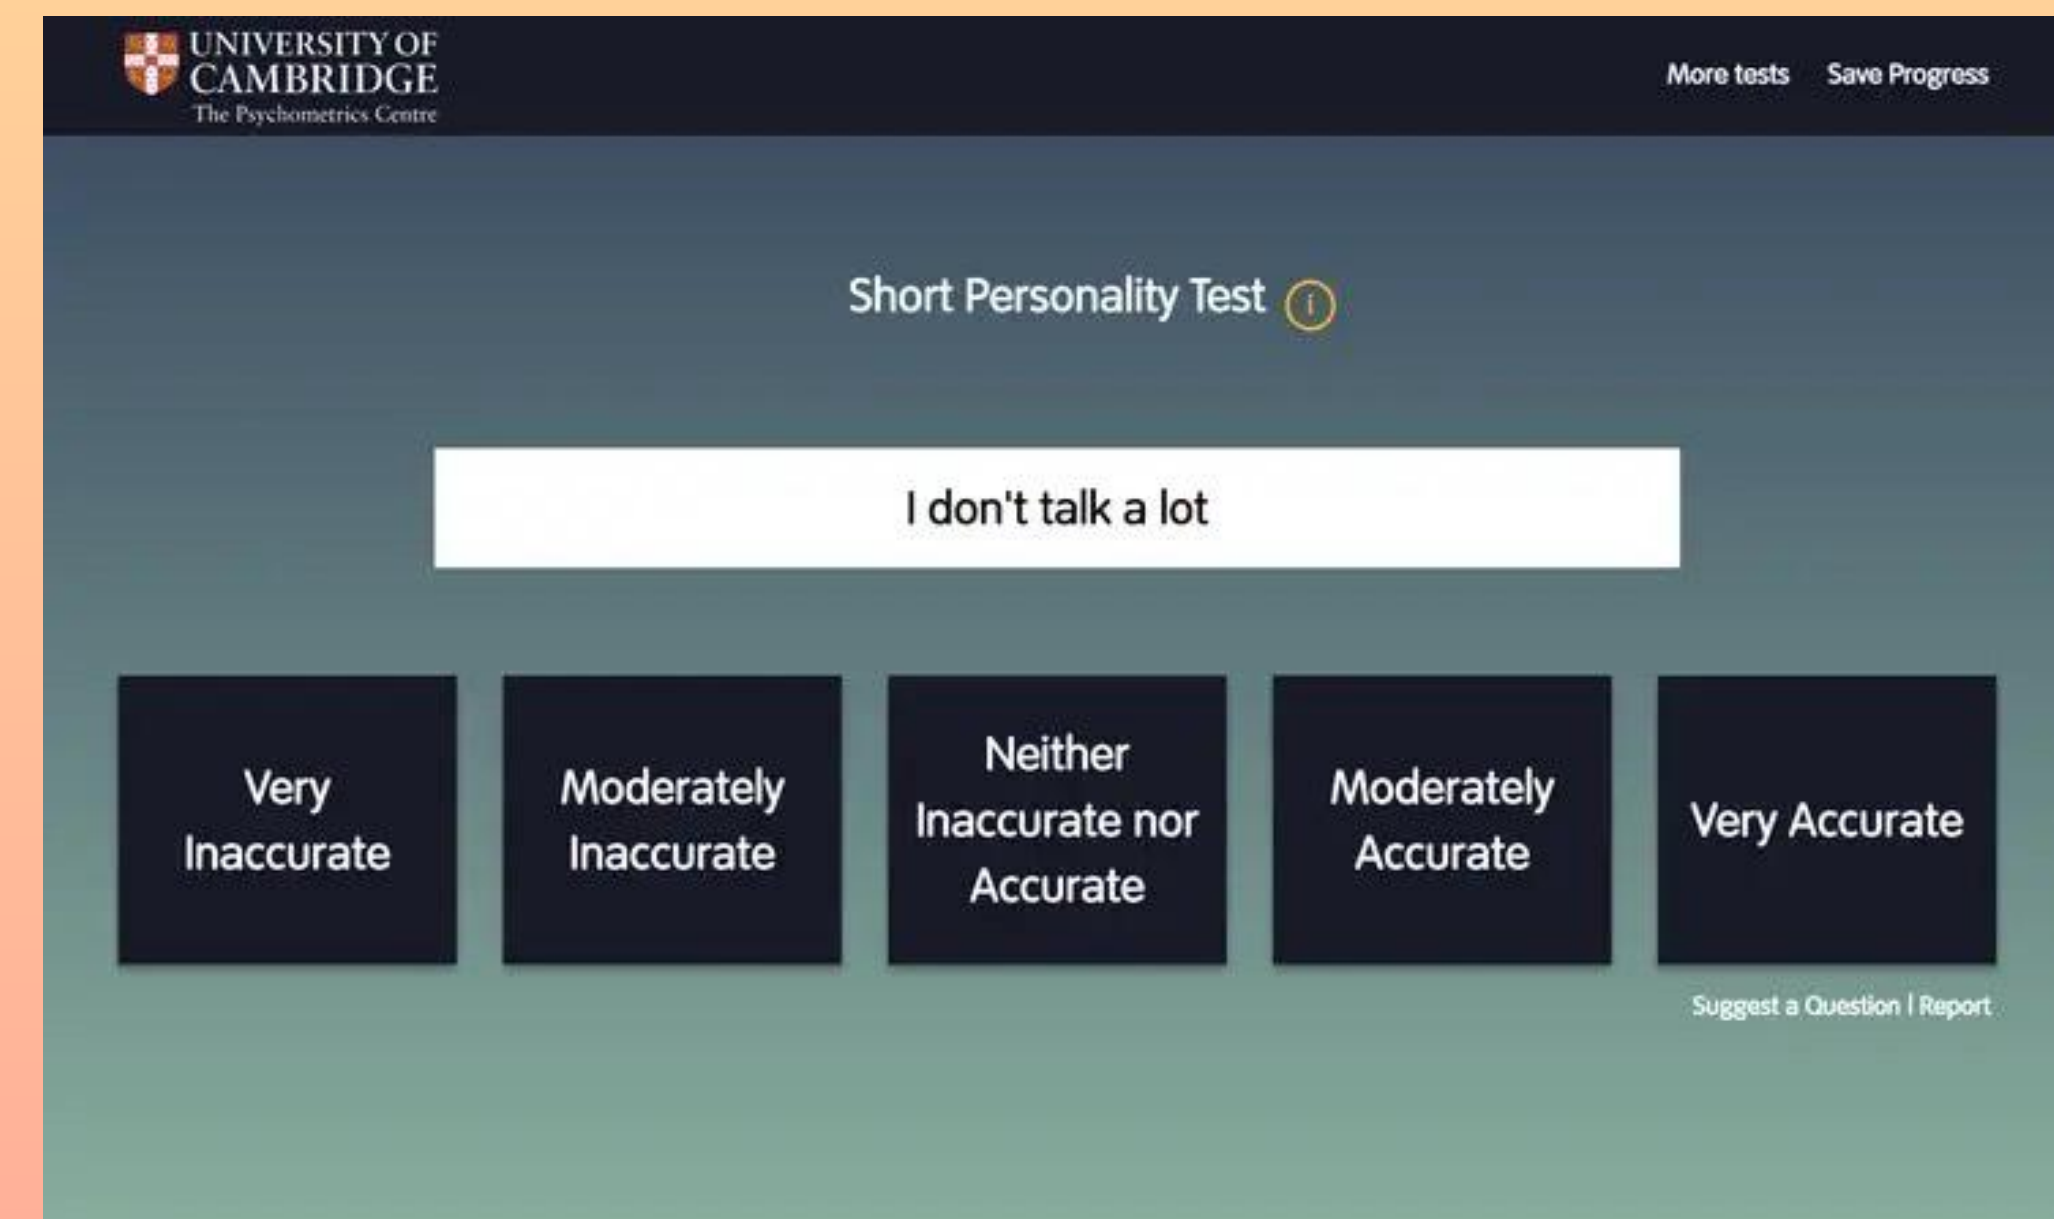 UNIVERSITY OF
CAMBRIDGE
The Psychometrics Centre
More tests Save Progress
Short Personality Test i
I don't talk a lot
Very
Inaccurate
Moderately
Inaccurate
Neither
Inaccurate nor
Accurate
Moderately
Accurate
Very Accurate
Suggest a Question | Report